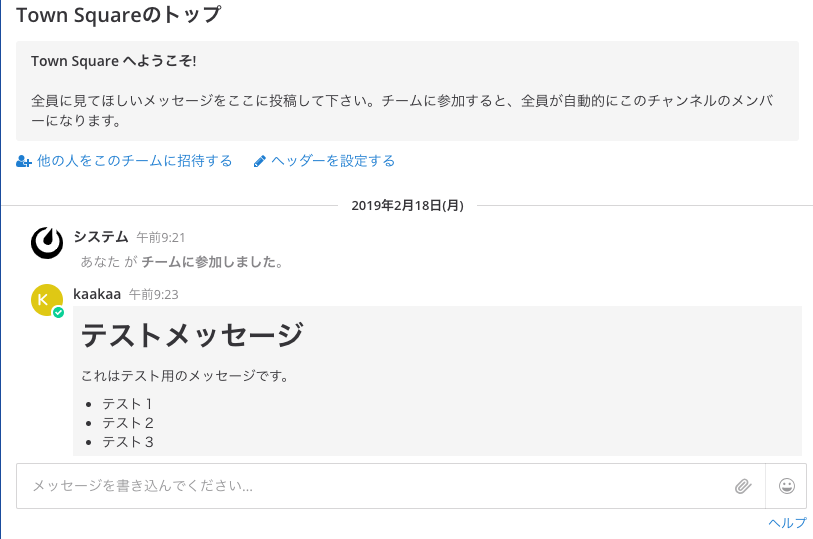 Town Squareのトップ
Town Square へようこそ!
全員に見てほしいメッセージをここに投稿して下さい。チームに参加すると、全員が自動的にこのチャンネルのメンバ
ーになります。
他の人をこのチームに招待する ヘッダーを設定する
2019年2月18日(月)
システム 午前9:21
あなた が チームに参加しました。
K kaakaa 午前9:23
テストメッセージ
これはテスト用のメッセージです。
• テスト１
• テスト２
• テスト３
メッセージを書き込んでください...
ヘルプ